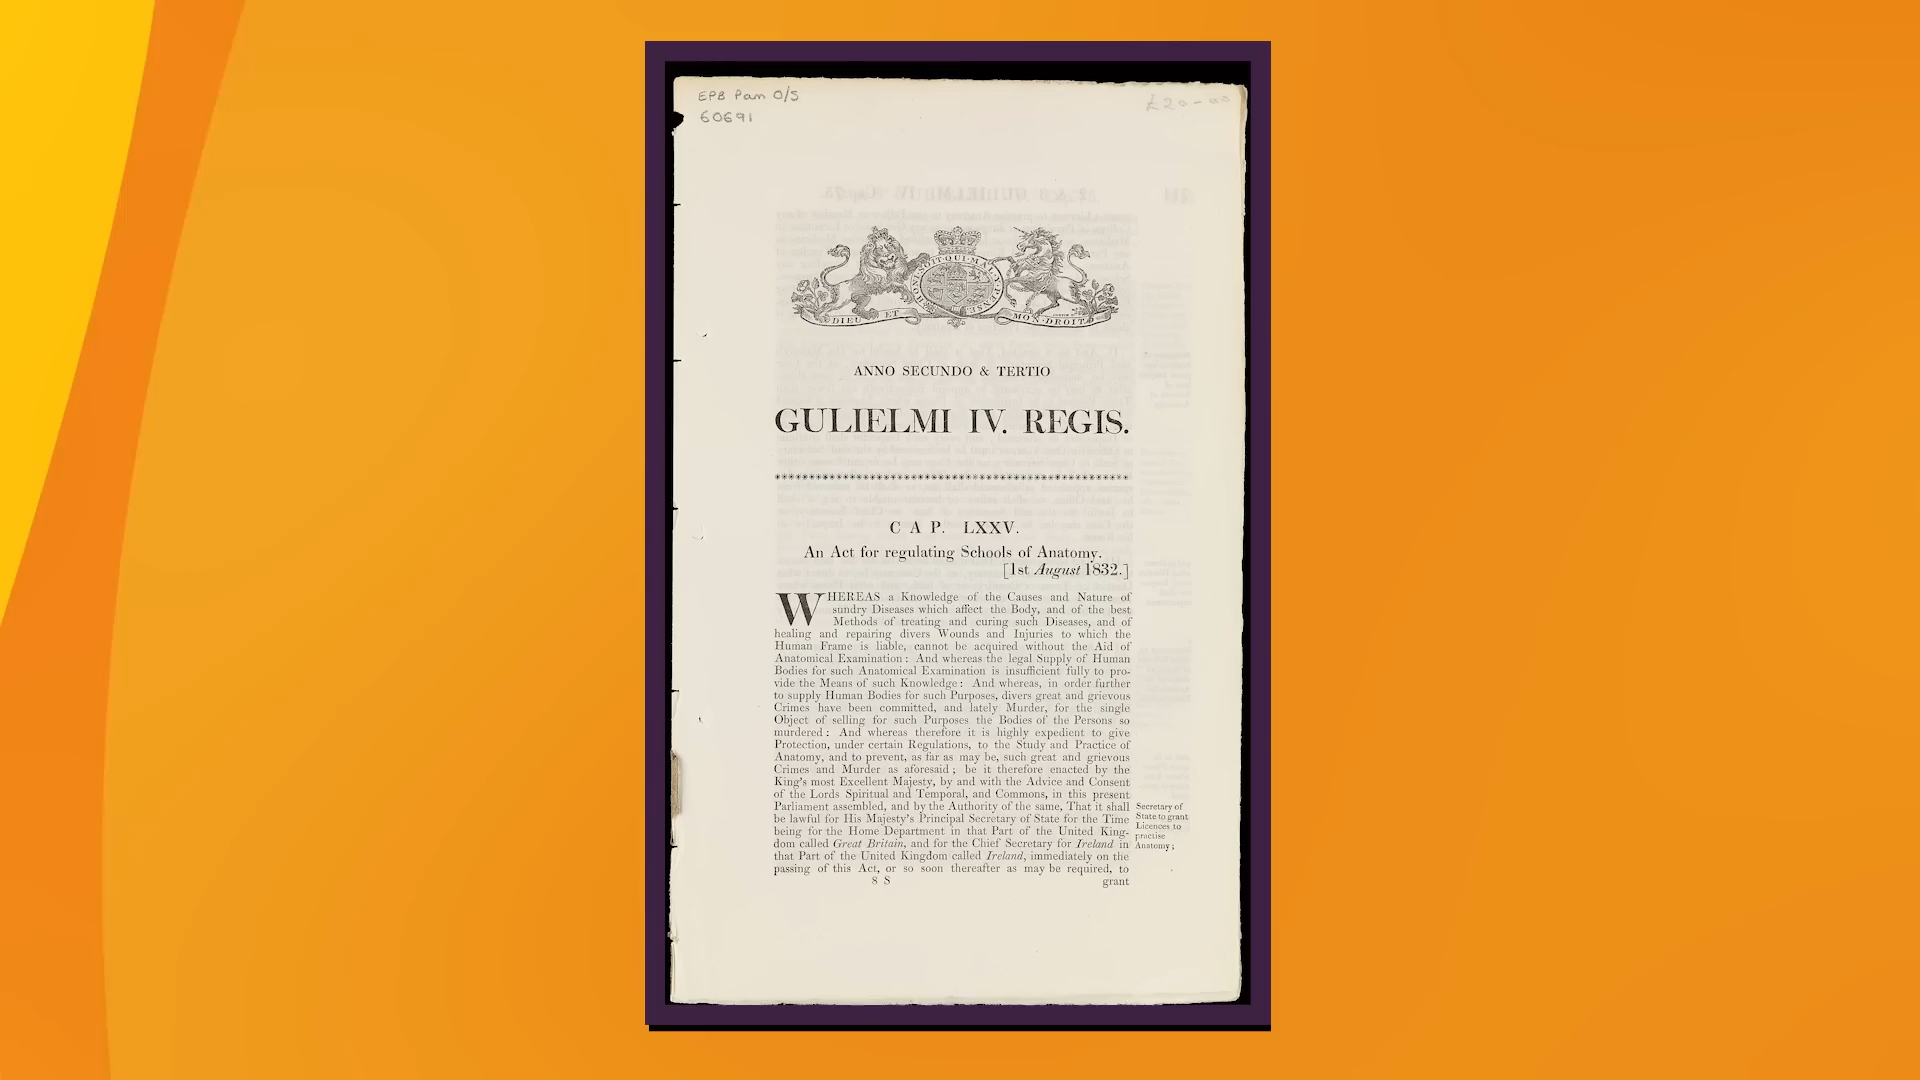 EPB Pam O/S
60691
£20-00
HONI·SOIT·QUI·MAL·Y·PENSE
DIEU ET MON·DROIT
ANNO SECUNDO & TERTIO
GULIELMI IV. REGIS.
CAP. LXXV.
An Act for regulating Schools of Anatomy.
[1st August 1832.]
WHEREAS a Knowledge of the Causes and Nature of
sundry Diseases which affect the Body, and of the best
Methods of treating and curing such Diseases, and of
healing and repairing divers Wounds and Injuries to which the
Human Frame is liable, cannot be acquired without the Aid of
Anatomical Examination: And whereas the legal Supply of Human
Bodies for such Anatomical Examination is insufficient fully to pro-
vide the Means of such Knowledge: And whereas, in order further
to supply Human Bodies for such Purposes, divers great and grievous
Crimes have been committed, and lately Murder, for the single
Object of selling for such Purposes the Bodies of the Persons so
murdered: And whereas therefore it is highly expedient to give
Protection, under certain Regulations, to the Study and Practice of
Anatomy, and to prevent, as far as may be, such great and grievous
Crimes and Murder as aforesaid; be it therefore enacted by the
King's most Excellent Majesty, by and with the Advice and Consent
of the Lords Spiritual and Temporal, and Commons, in this present
Parliament assembled, and by the Authority of the same, That it shall
be lawful for His Majesty's Principal Secretary of State for the Time
being for the Home Department in that Part of the United King-
dom called Great Britain, and for the Chief Secretary for Ireland in
that Part of the United Kingdom called Ireland, immediately on the
passing of this Act, or so soon thereafter as may be required, to
8 S
grant
Secretary of
State to grant
Licences to
practise
Anatomy;